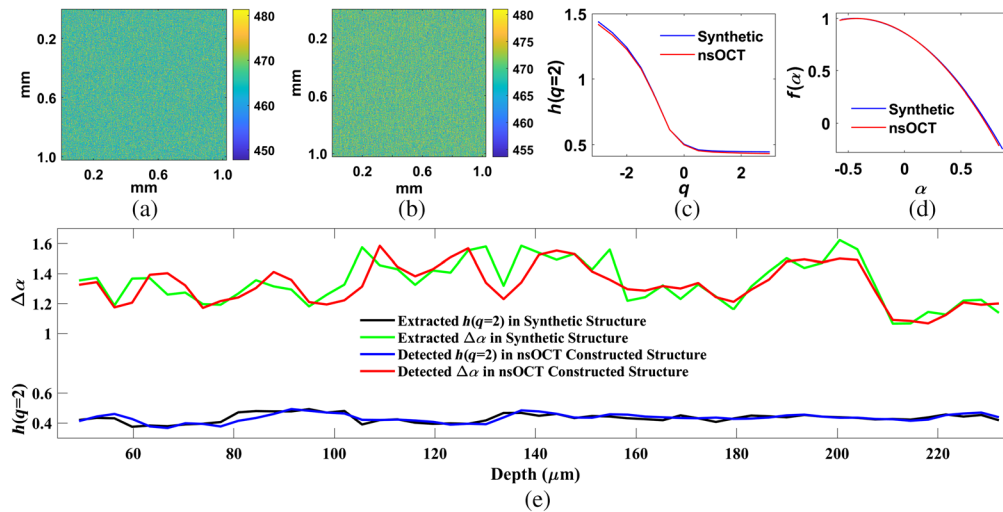 0.2
0.6
1.0
mm
0.2 0.6 1.0
mm
480
470
460
450
(a)
0.2
0.6
1.0
mm
0.2 0.6 1.0
mm
480
470
460
(b)
1.5
1
0.5
h(q=2)
Synthetic
nsOCT
-2 0 2
q
(c)
1
0.5
0
f(α)
Synthetic
nsOCT
-0.5 0 0.5
α
(d)
1.6
1.4
1.2
1
Δα
0.6
0.4
h(q=2)
Extracted h(q=2) in Synthetic Structure
Extracted Δα in Synthetic Structure
Detected h(q=2) in nsOCT Constructed Structure
Detected Δα in nsOCT Constructed Structure
60 80 100 120 140 160 180 200 220
Depth (μm)
(e)